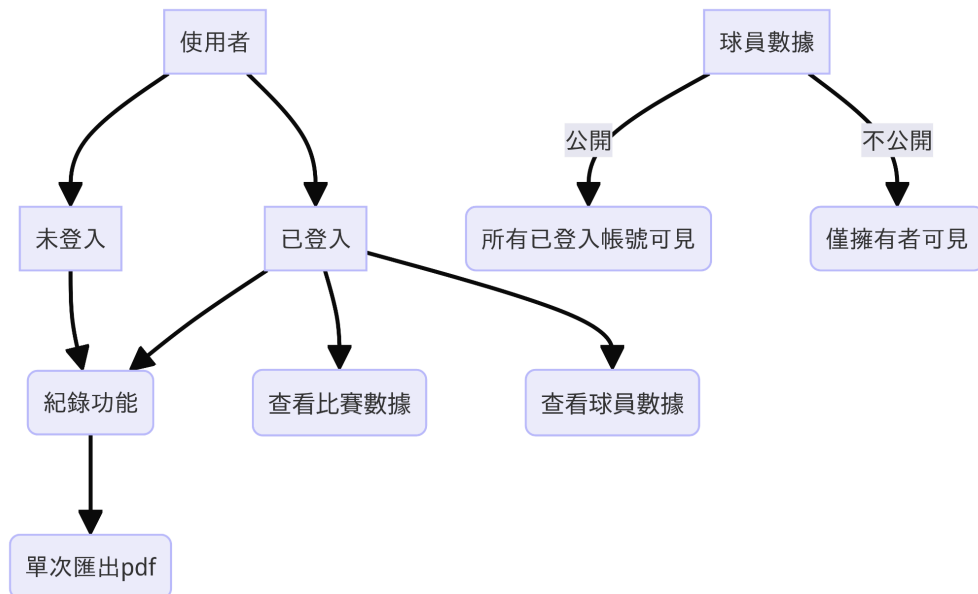 使用者
球員數據
公開
不公開
未登入
已登入
所有已登入帳號可見
僅擁有者可見
紀錄功能
查看比賽數據
查看球員數據
單次匯出pdf